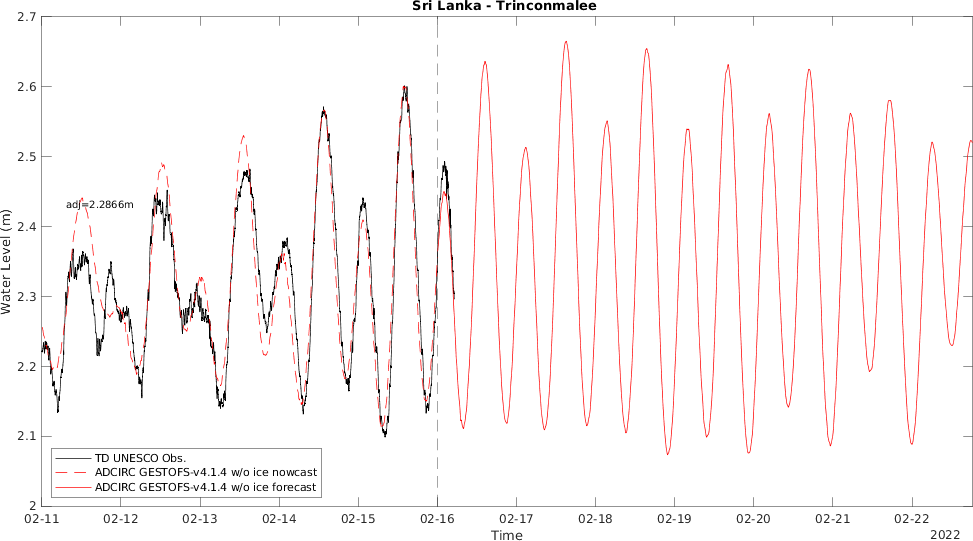 Sri Lanka - Trinconmalee
2.7
2.6
2.5
2.4
2.3
2.2
2.1
2
Water Level (m)
adj=2.2866m
TD UNESCO Obs.
ADCIRC GESTOFS-v4.1.4 w/o ice nowcast
ADCIRC GESTOFS-v4.1.4 w/o ice forecast
02-11 02-12 02-13 02-14 02-15 02-16 02-17 02-18 02-19 02-20 02-21 02-22
Time
2022